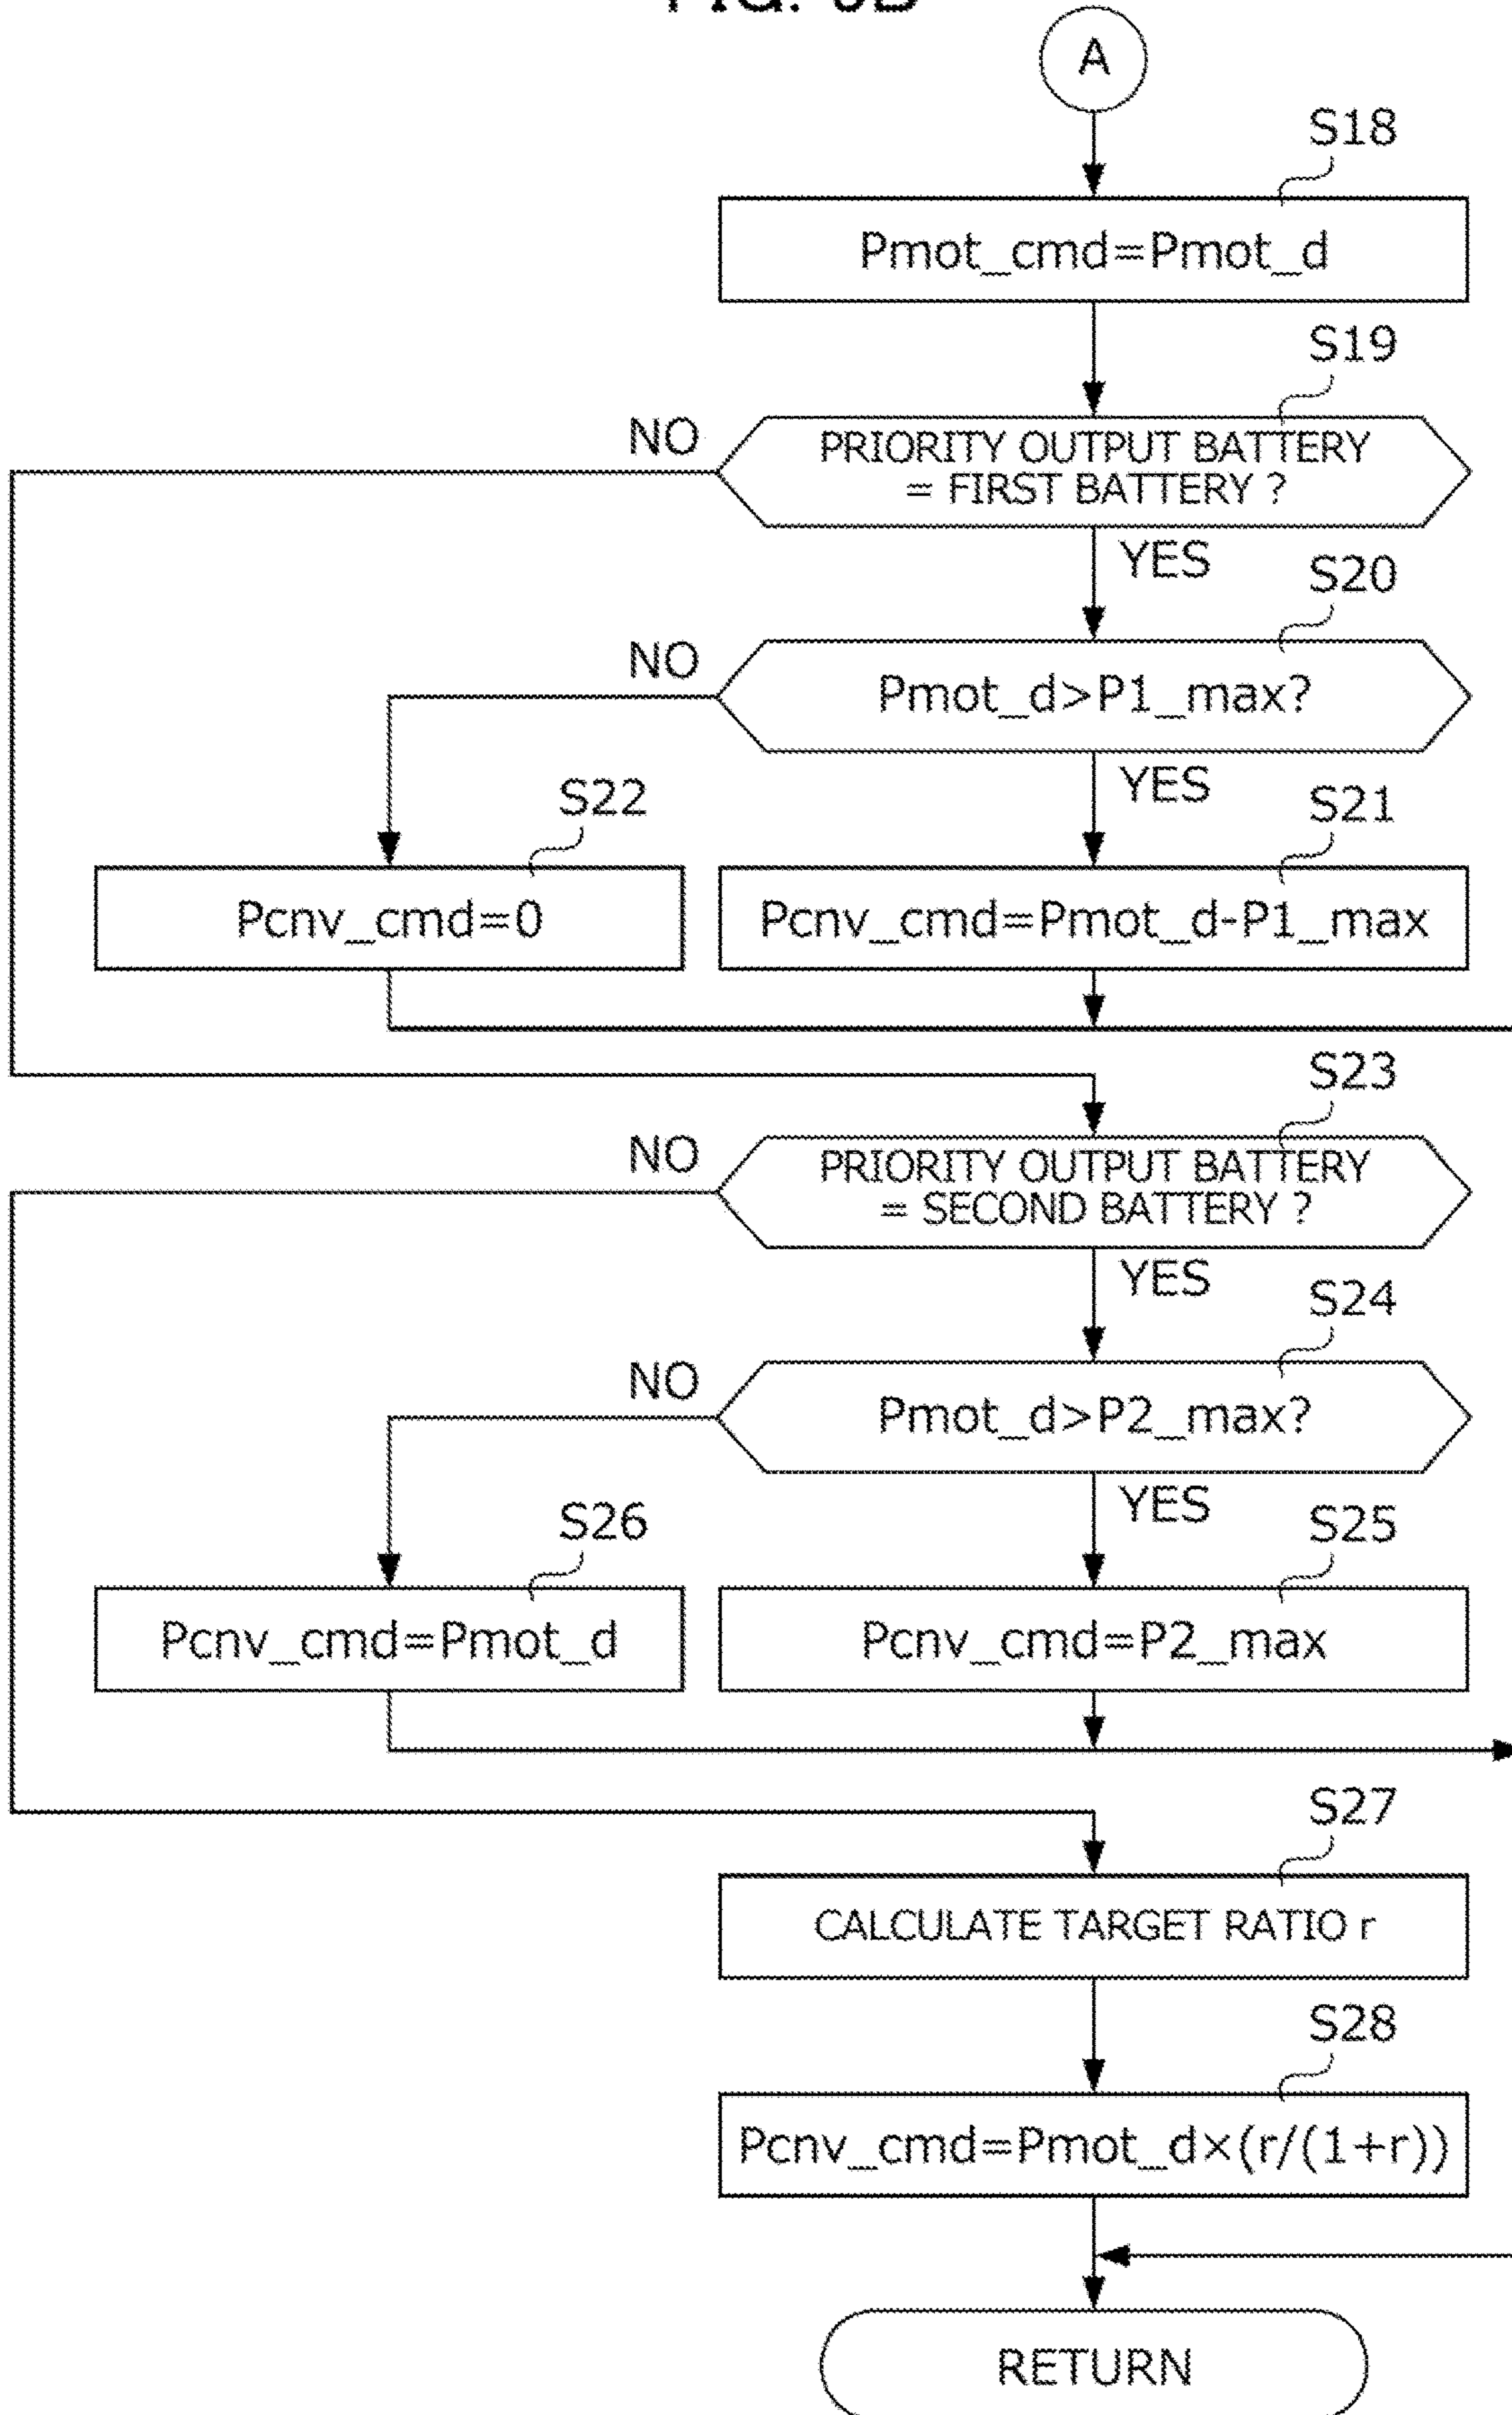 A
S18
Pmot_cmd=Pmot_d
S19
NO
PRIORITY OUTPUT BATTERY
= FIRST BATTERY ?
YES
S20
NO
Pmot_d>P1_max?
YES
S22
S21
Pcnv_cmd=0
Pcnv_cmd=Pmot_d-P1_max
S23
NO
PRIORITY OUTPUT BATTERY
= SECOND BATTERY ?
YES
S24
NO
Pmot_d>P2_max?
YES
S26
S25
Pcnv_cmd=Pmot_d
Pcnv_cmd=P2_max
S27
CALCULATE TARGET RATIO r
S28
Pcnv_cmd=Pmot_d×(r/(1+r))
RETURN